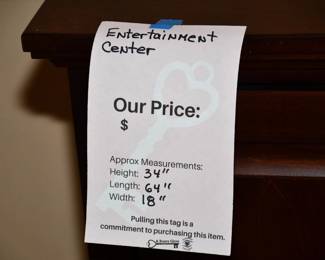 Entertainment
Center
Our Price:
$
Approx Measurements:
Height: 34"
Length: 64"
Width: 18"
Pulling this tag is a
commitment to purchasing this item.